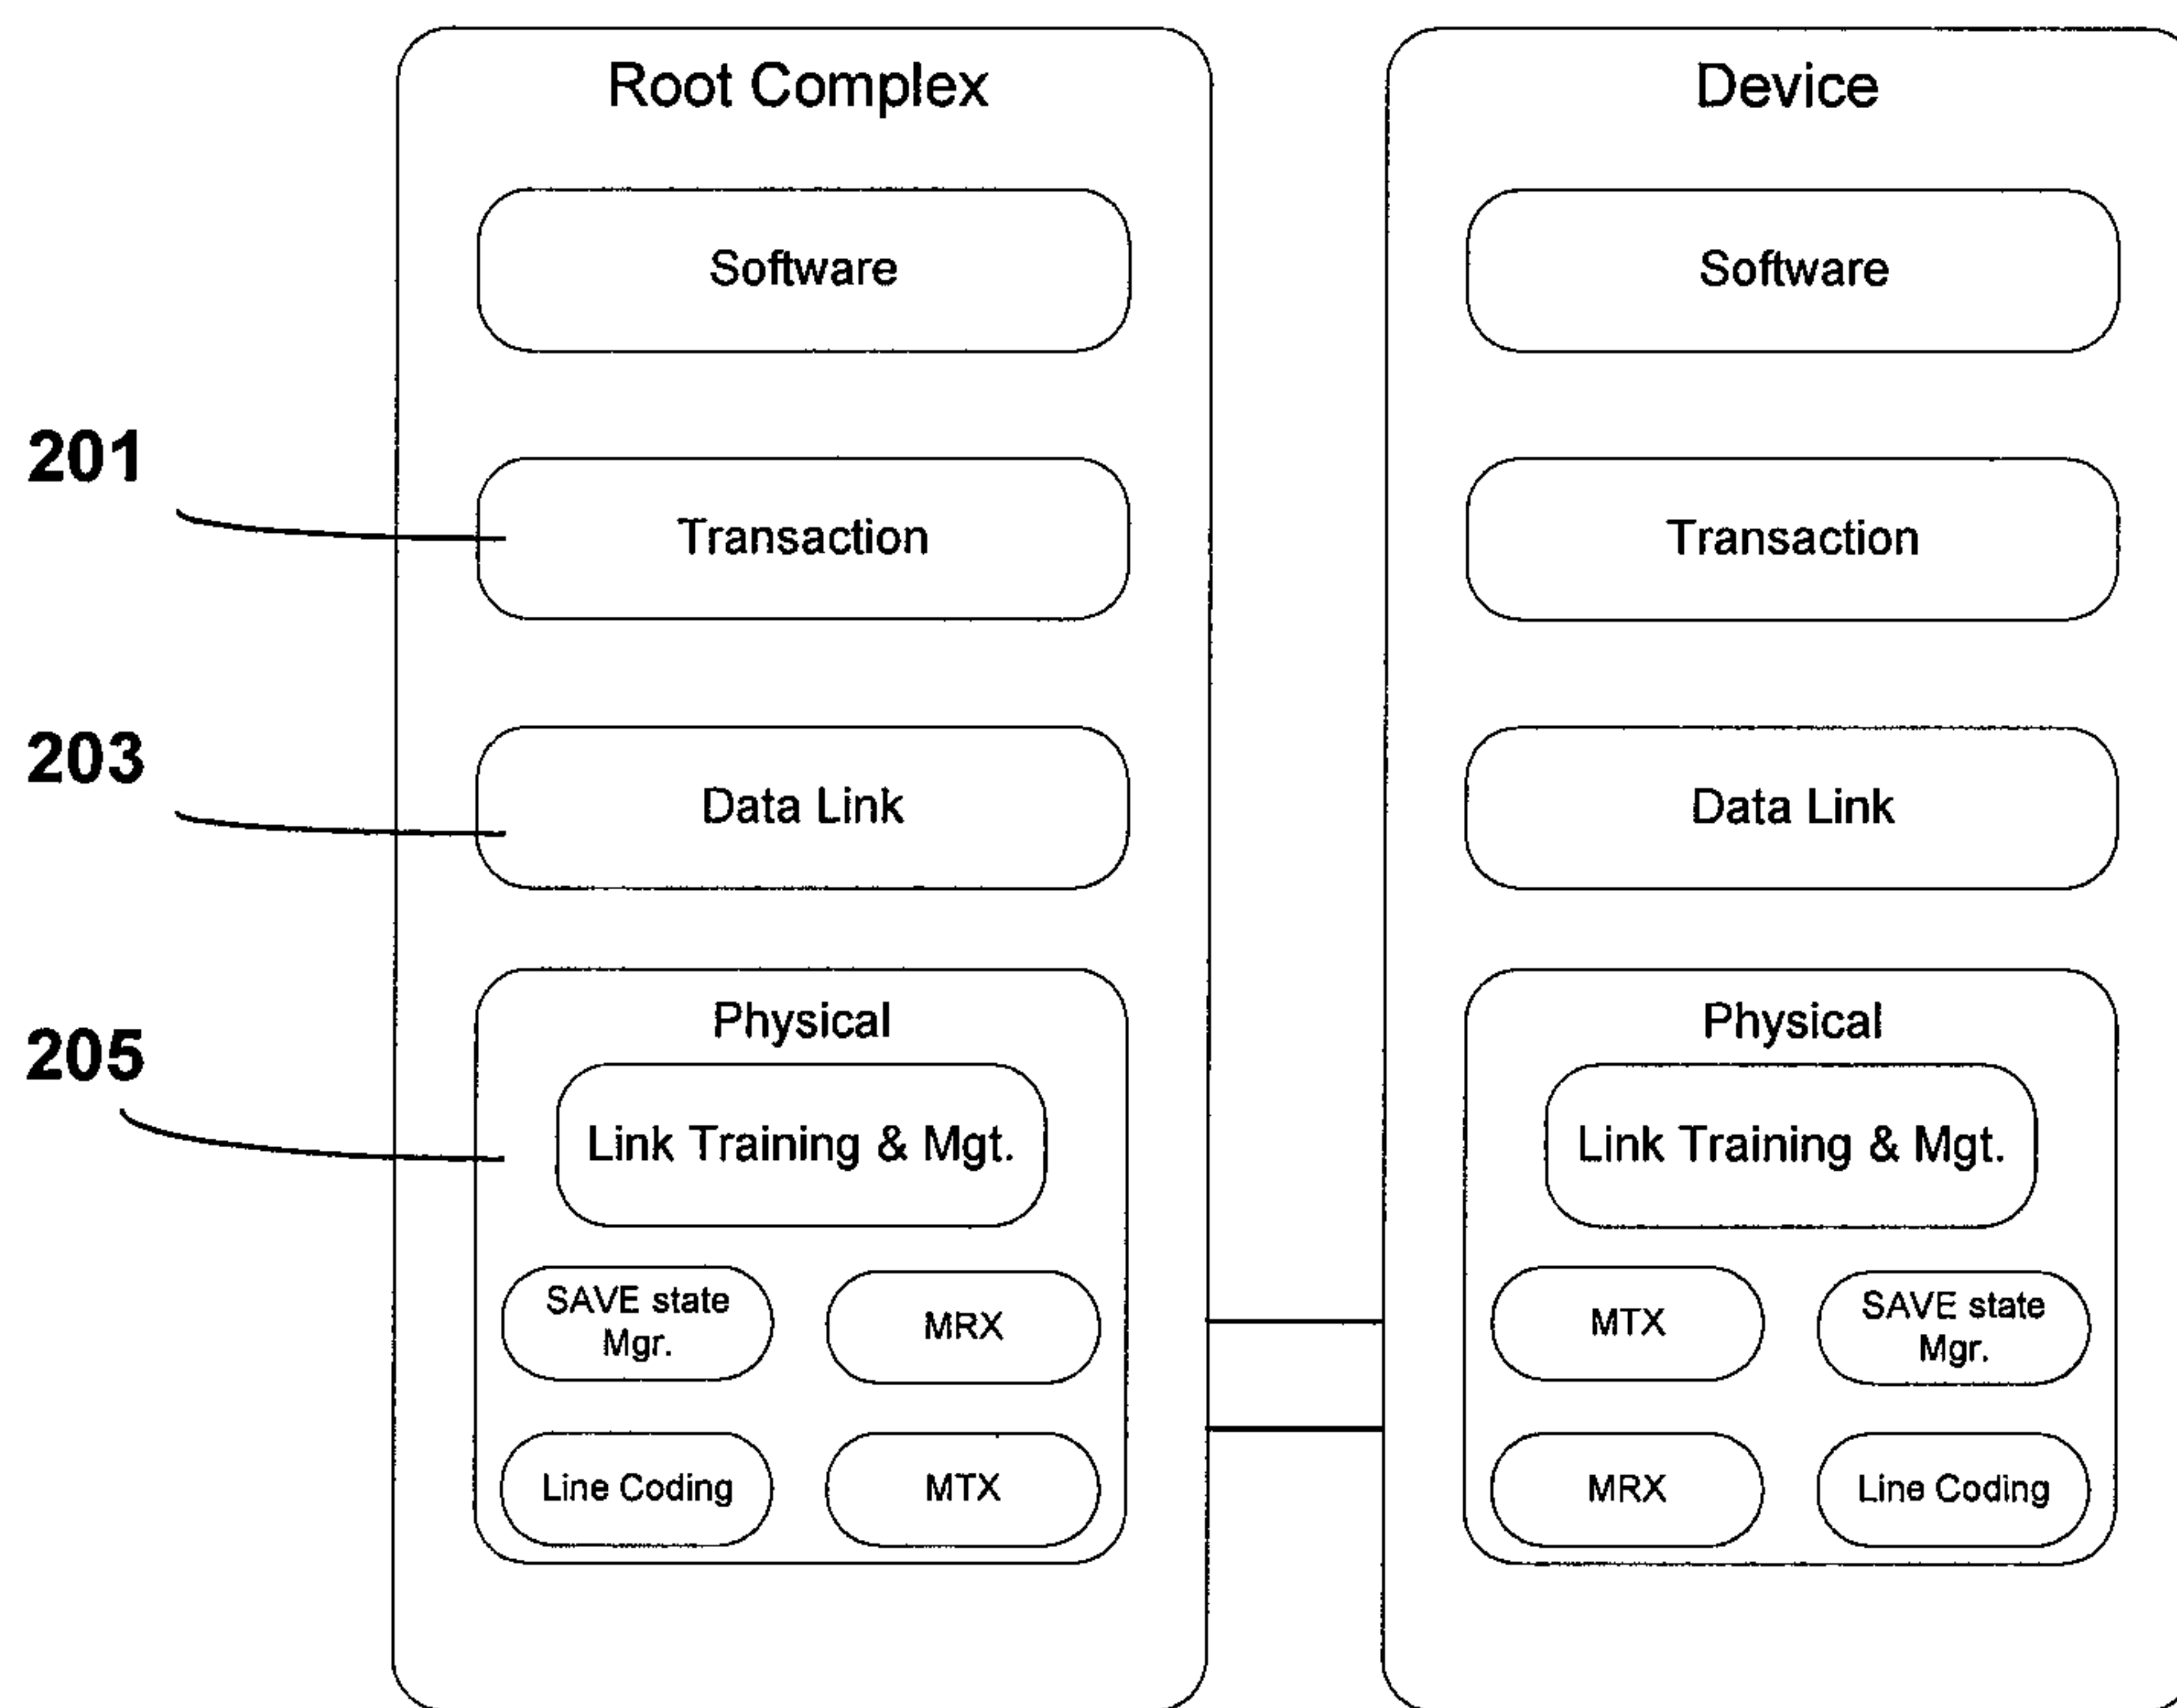 Root Complex
Device
Software
Software
201
Transaction
Transaction
203
Data Link
Data Link
205
Physical
Physical
Link Training & Mgt.
Link Training & Mgt.
SAVE state
Mgr.
MRX
MTX
SAVE state
Mgr.
Line Coding
MTX
MRX
Line Coding